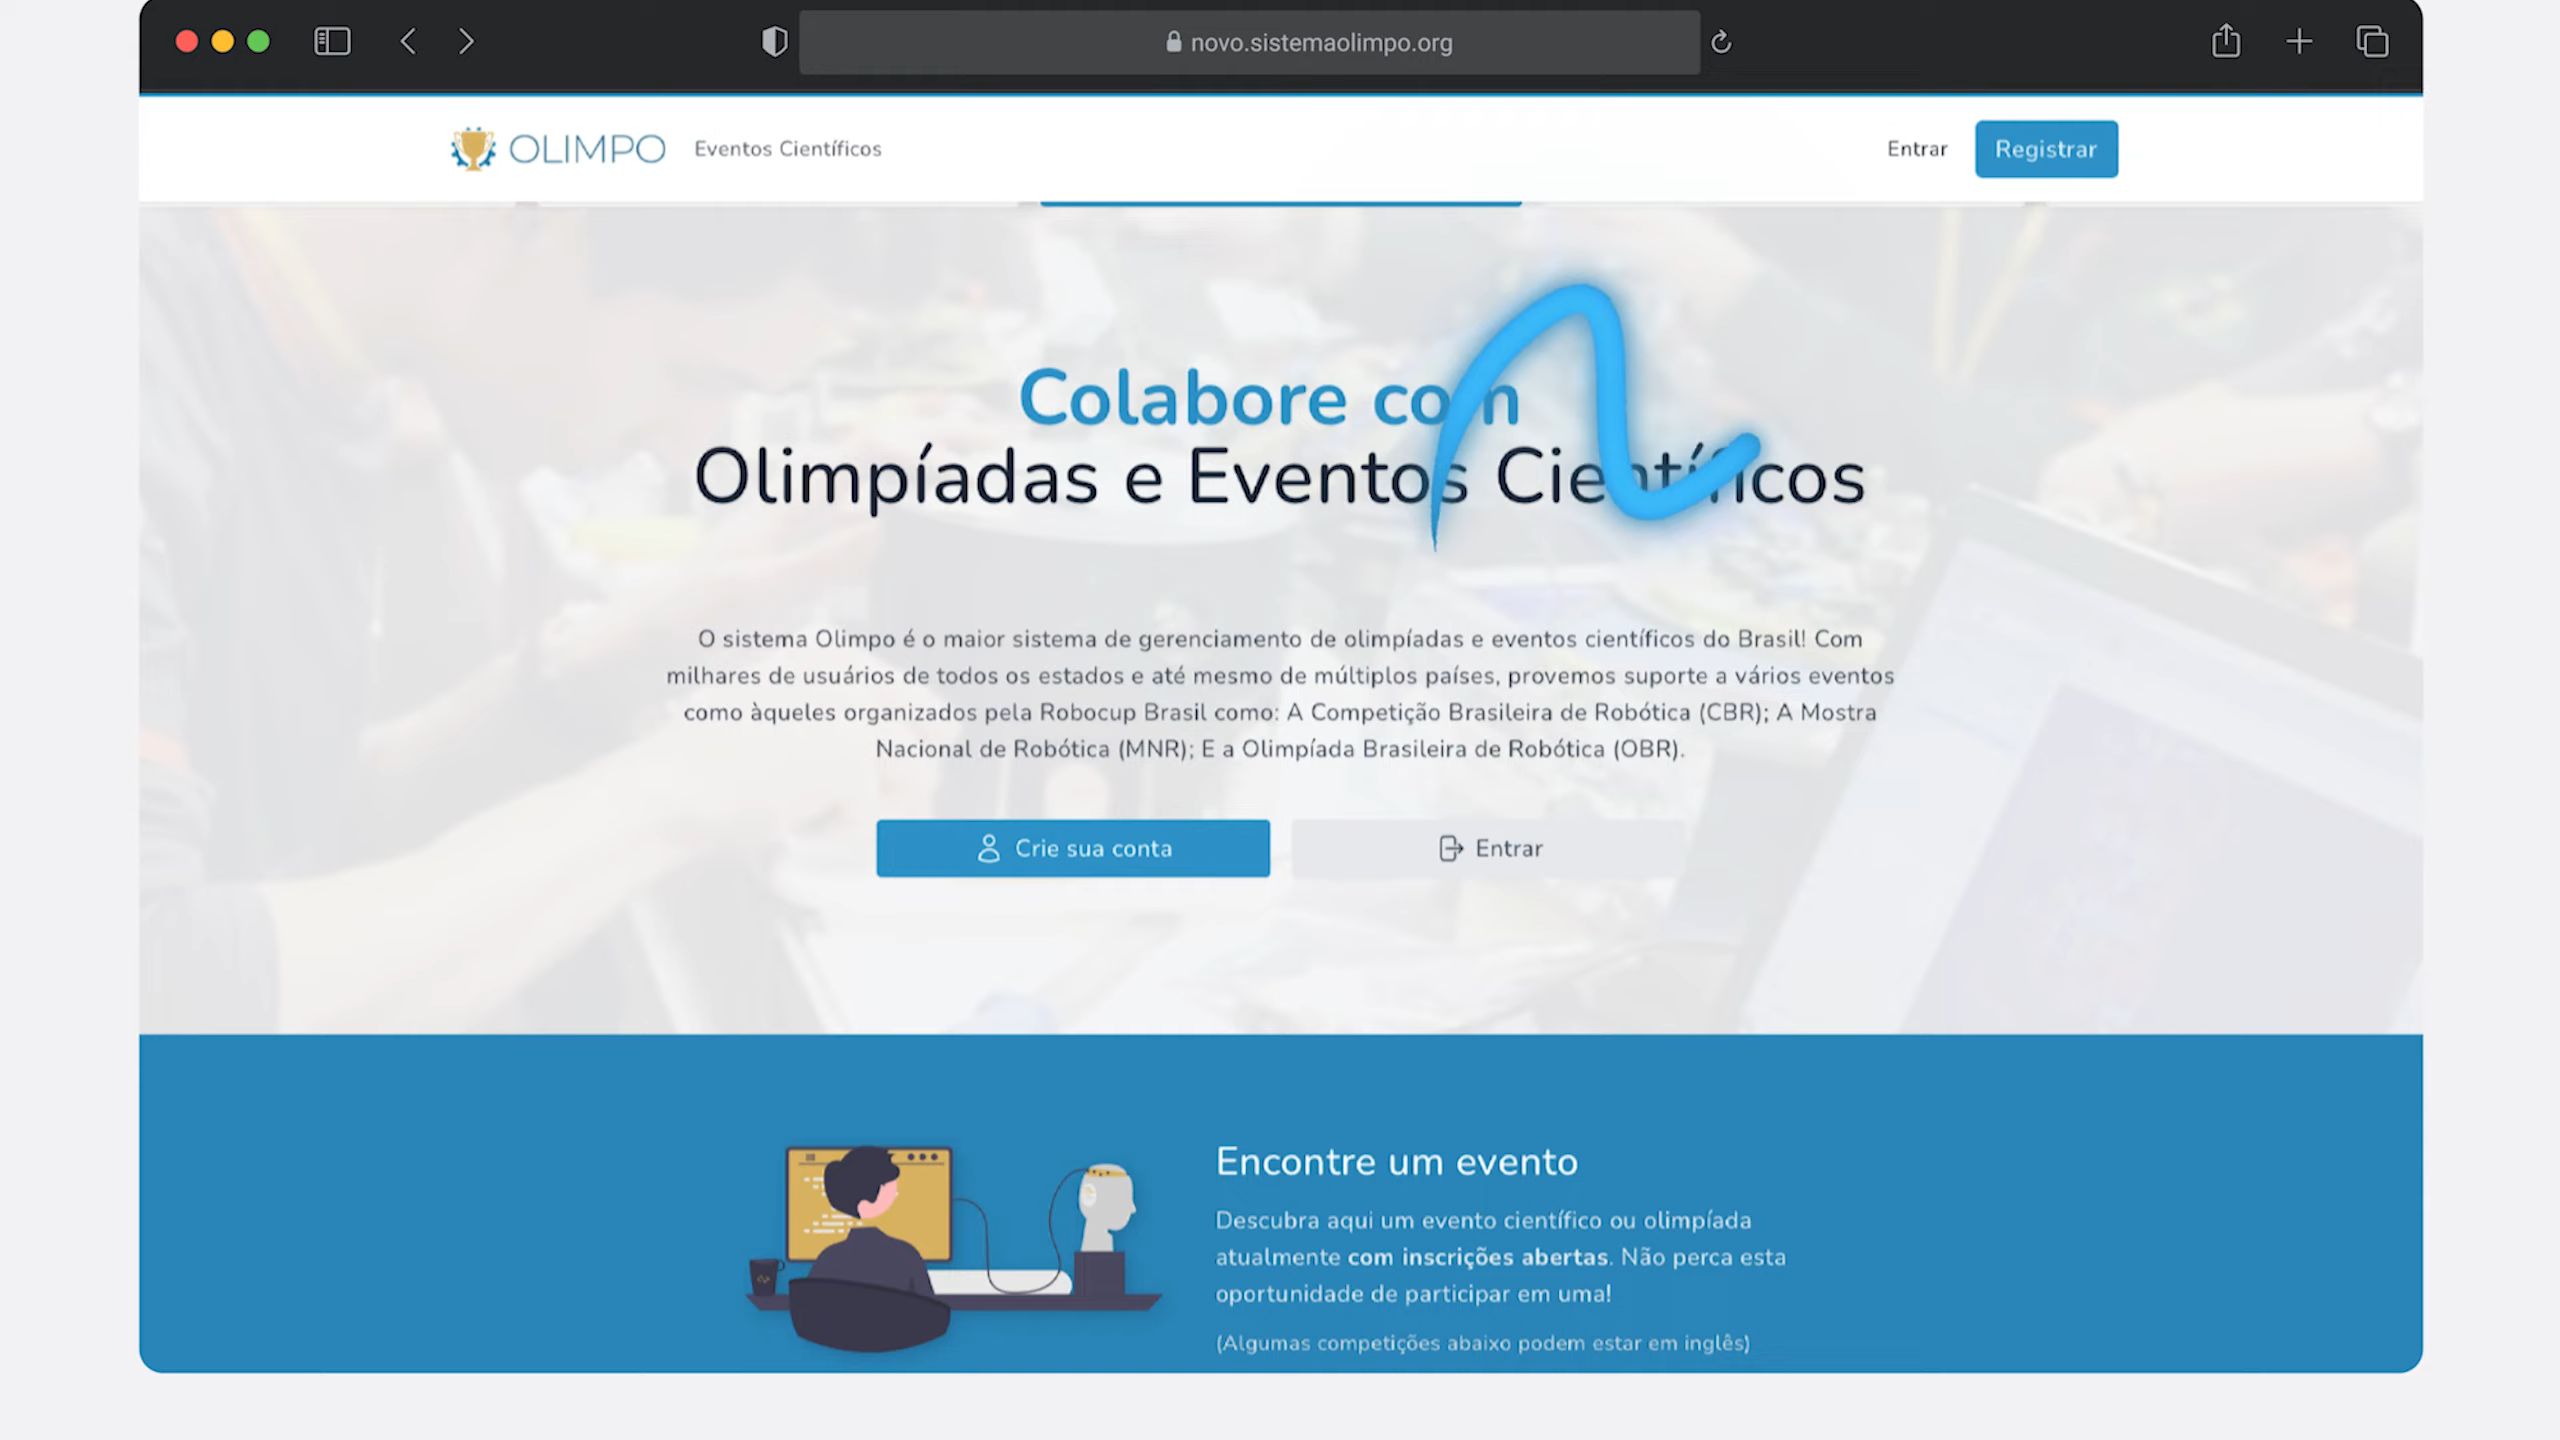 novo.sistemaolimpo.org
OLIMPO Eventos Científicos Entrar Registrar
Colabore com
Olimpíadas e Eventos Científicos
O sistema Olimpo é o maior sistema de gerenciamento de olimpíadas e eventos científicos do Brasil! Com
milhares de usuários de todos os estados e até mesmo de múltiplos países, provemos suporte a vários eventos
como àqueles organizados pela Robocup Brasil como: A Competição Brasileira de Robótica (CBR); A Mostra
Nacional de Robótica (MNR); E a Olimpíada Brasileira de Robótica (OBR).
Crie sua conta Entrar
Encontre um evento
Descubra aqui um evento científico ou olimpíada
atualmente com inscrições abertas. Não perca esta
oportunidade de participar em uma!
(Algumas competições abaixo podem estar em inglês)